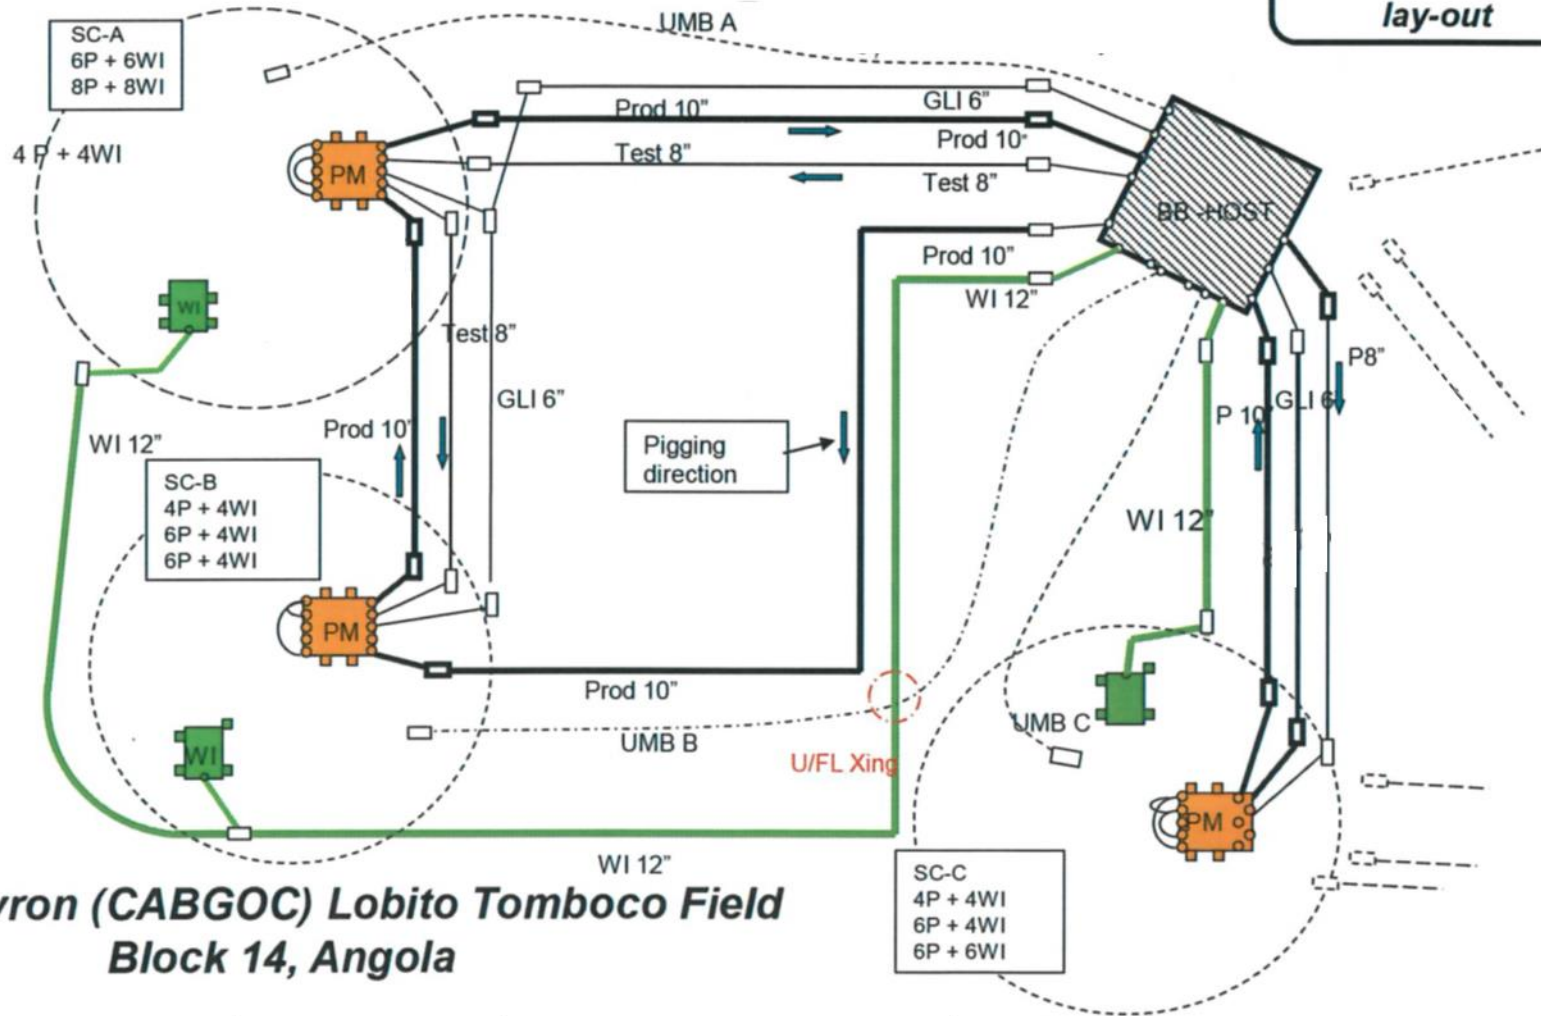 lay-out
UMB A
SC-A
6P + 6WI
8P + 8WI
4 P + 4WI
Prod 10"
GLI 6"
Prod 10"
Test 8"
Test 8"
PM
BB -HOST
Prod 10"
WI 12"
WI
Test 8"
GLI 6"
P8"
P 10"
GLI 6
Prod 10"
WI 12"
Pigging
direction
SC-B
4P + 4WI
6P + 4WI
6P + 4WI
WI 12"
PM
Prod 10"
UMB B
UMB C
WI
U/FL Xing
PM
WI 12"
SC-C
4P + 4WI
6P + 4WI
6P + 6WI
vron (CABGOC) Lobito Tomboco Field
Block 14, Angola